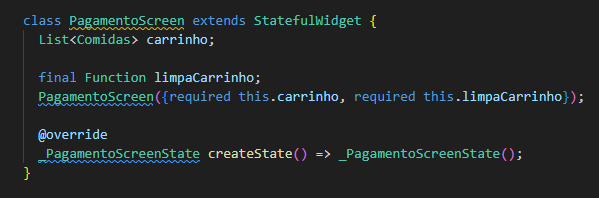 class PagamentoScreen extends StatefulWidget {
  List<Comidas> carrinho;

  final Function limpaCarrinho;
  PagamentoScreen({required this.carrinho, required this.limpaCarrinho});

  @override
  _PagamentoScreenState createState() => _PagamentoScreenState();
}